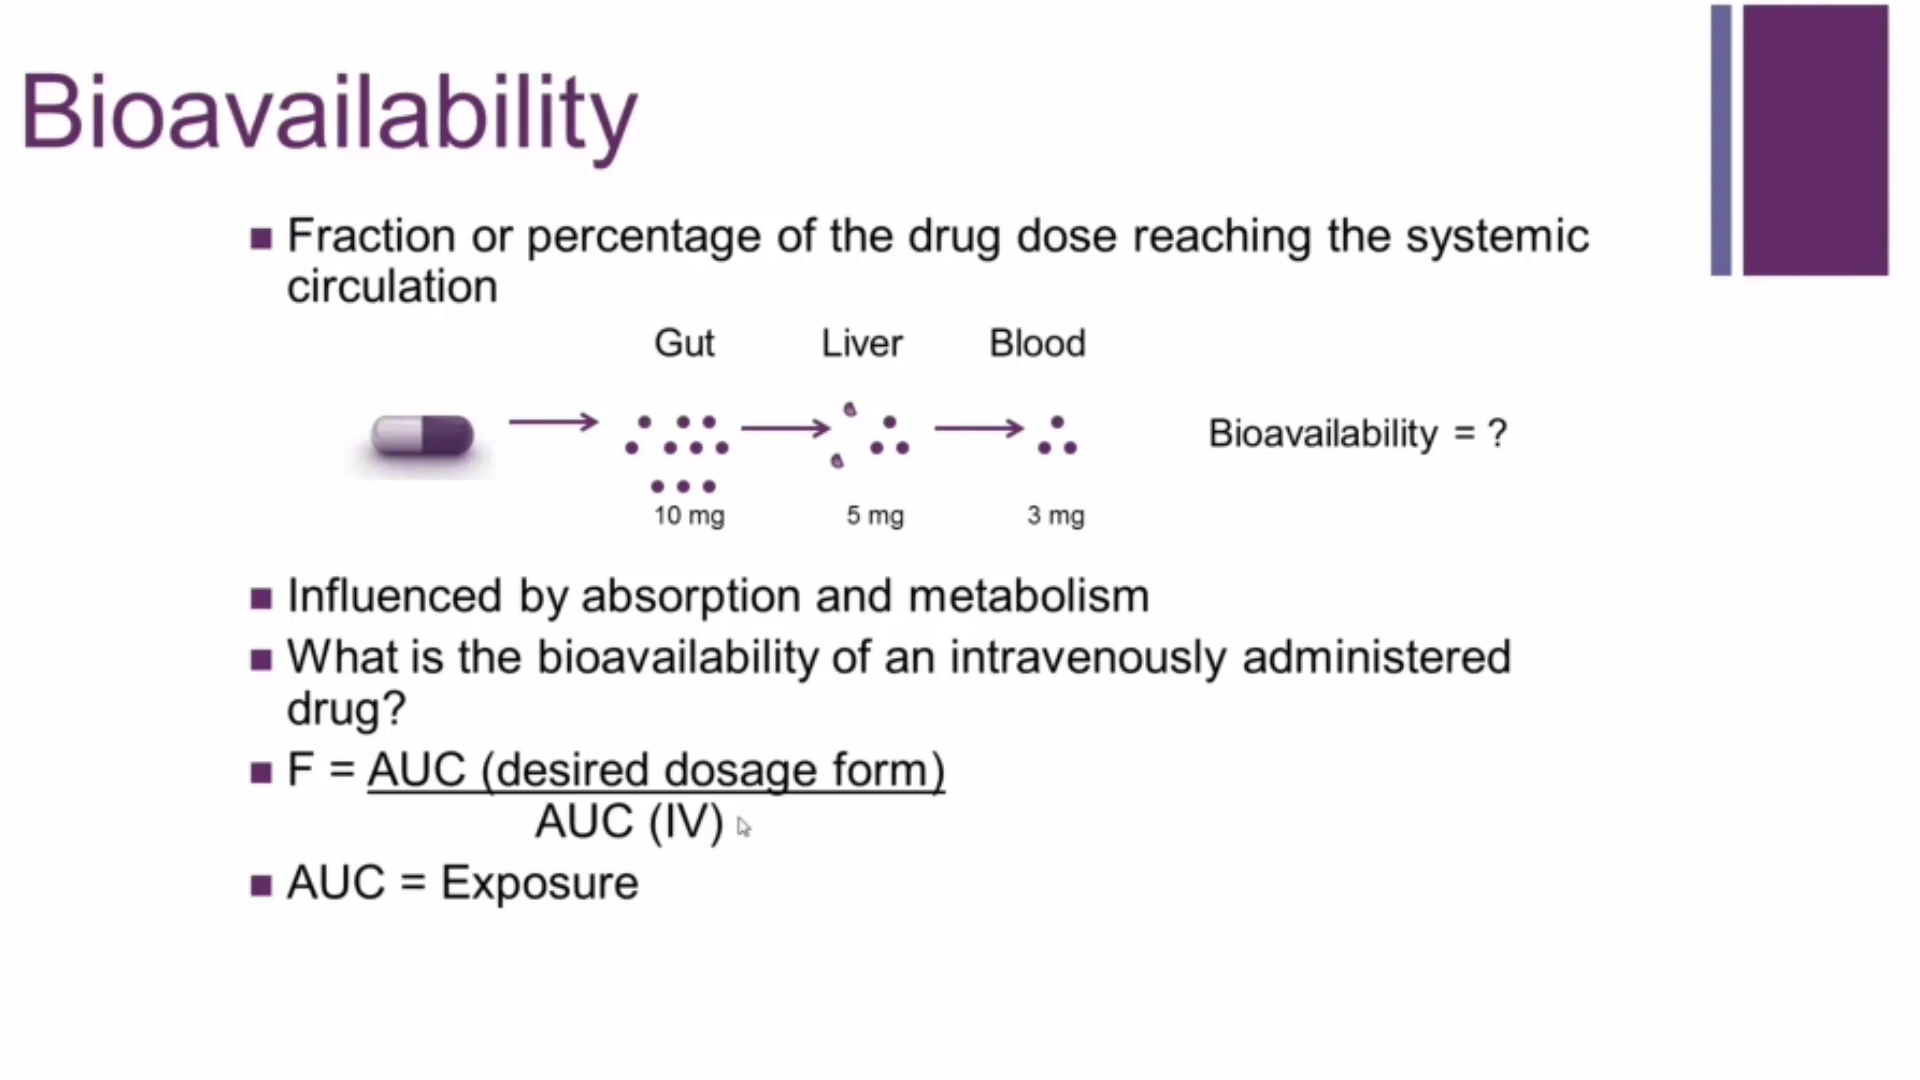 Bioavailability
Fraction or percentage of the drug dose reaching the systemic
circulation
Gut Liver Blood
Bioavailability = ?
10 mg 5 mg 3 mg
Influenced by absorption and metabolism
What is the bioavailability of an intravenously administered
drug?
F = AUC (desired dosage form)
AUC (IV)
AUC = Exposure